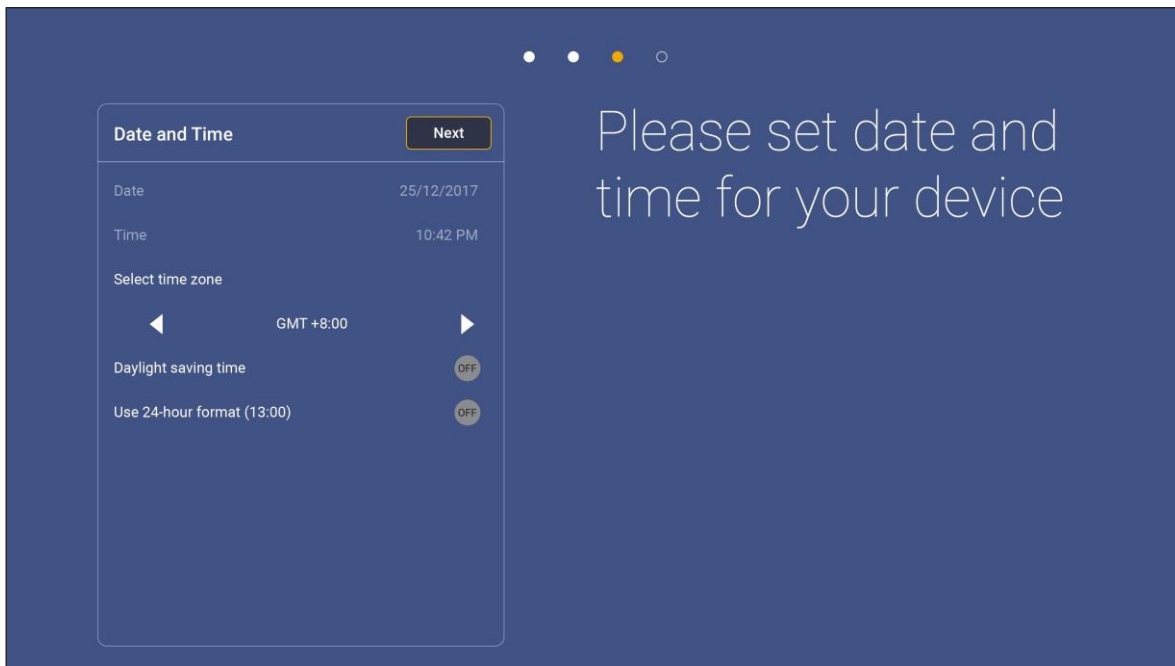 Date and Time
Next
Date
25/12/2017
Time
10:42 PM
Select time zone
GMT +8:00
Daylight saving time
OFF
Use 24-hour format (13:00)
OFF
Please set date and
time for your device